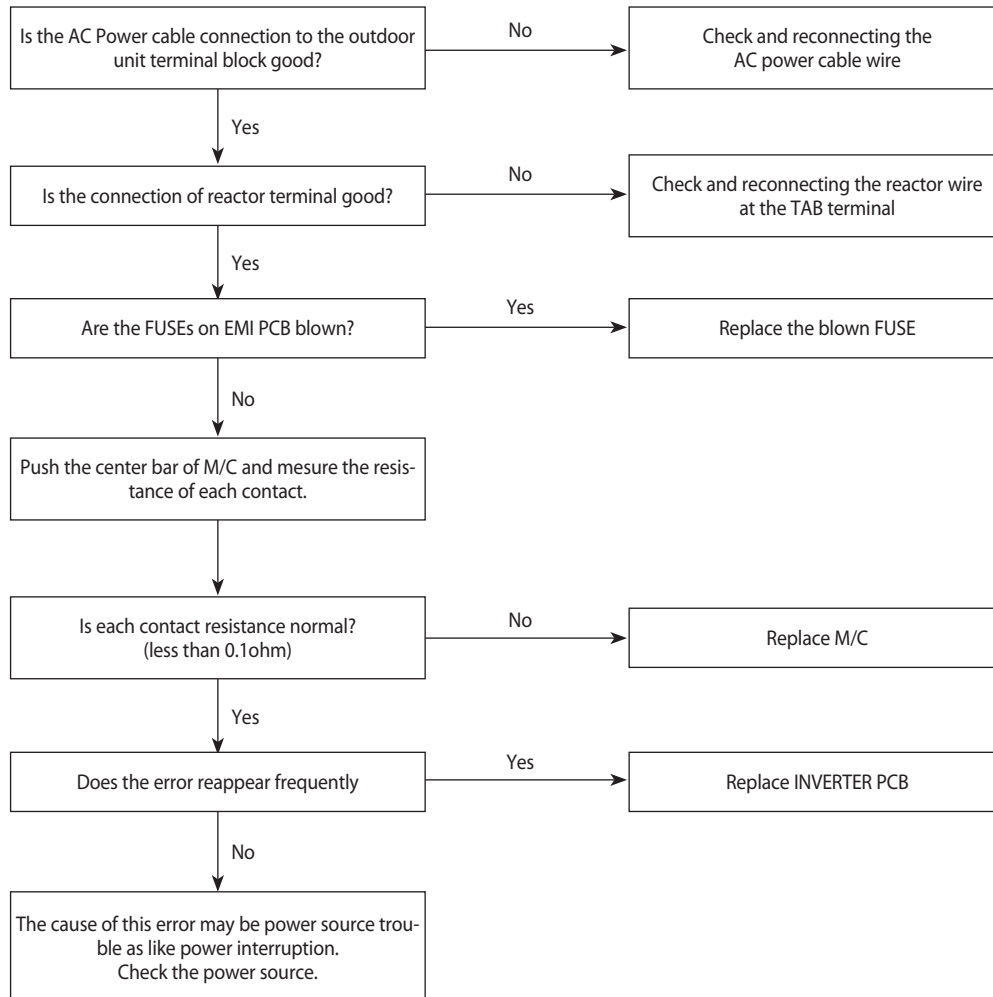 Is the AC Power cable connection to the outdoor
unit terminal block good?
No
Check and reconnecting the
AC power cable wire
Yes
Is the connection of reactor terminal good?
No
Check and reconnecting the reactor wire
at the TAB terminal
Yes
Are the FUSEs on EMI PCB blown?
Yes
Replace the blown FUSE
No
Push the center bar of M/C and mesure the resis-
tance of each contact.
Is each contact resistance normal?
(less than 0.1ohm)
No
Replace M/C
Yes
Does the error reappear frequently
Yes
Replace INVERTER PCB
No
The cause of this error may be power source trou-
ble as like power interruption.
Check the power source.